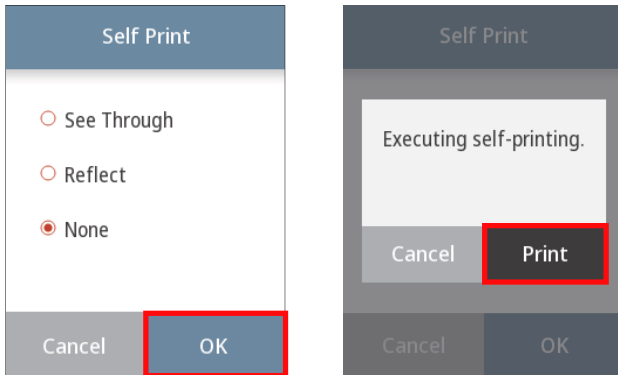 Self Print
See Through
Reflect
None
Cancel OK
Self Print
Executing self-printing.
Cancel Print
Cancel OK